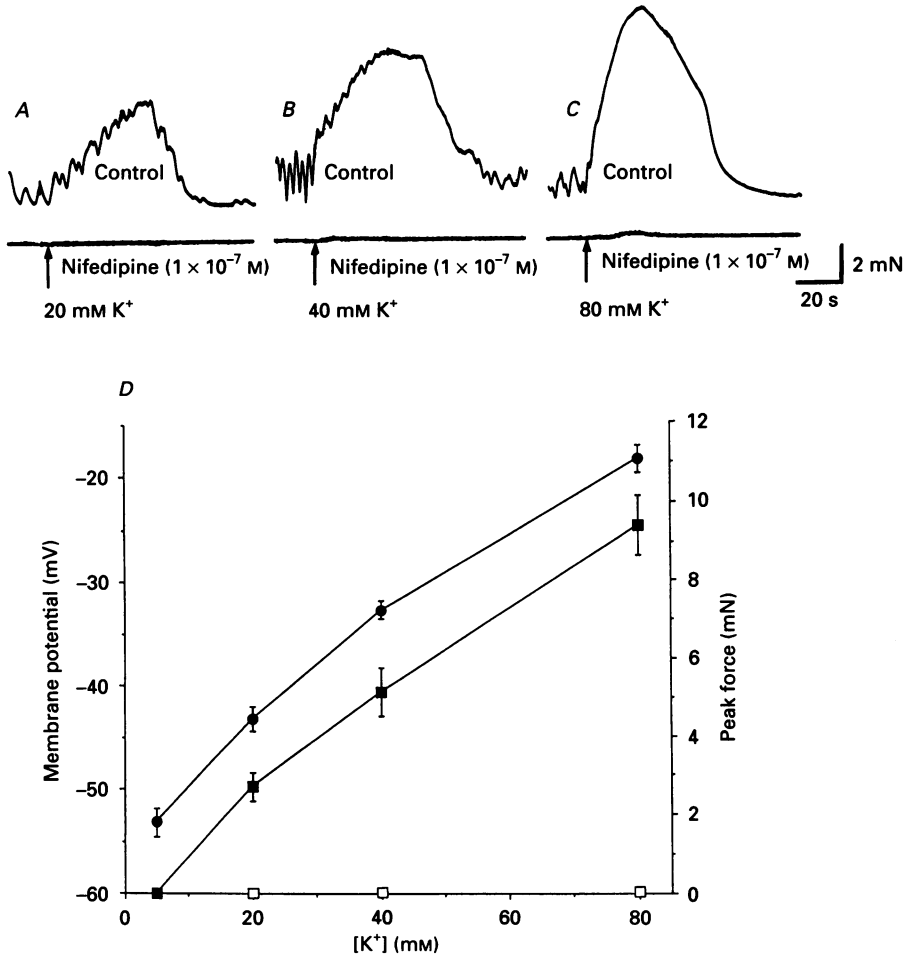 A
B
C
Control
Control
Control
Nifedipine (1 × 10⁻⁷ M)
Nifedipine (1 × 10⁻⁷ M)
Nifedipine (1 × 10⁻⁷ M)
2 mN
20 s
20 mM K⁺
40 mM K⁺
80 mM K⁺
D
Membrane potential (mV)
–20
–30
–40
–50
–60
Peak force (mN)
12
10
8
6
4
2
0
0
20
40
60
80
[K⁺] (mM)